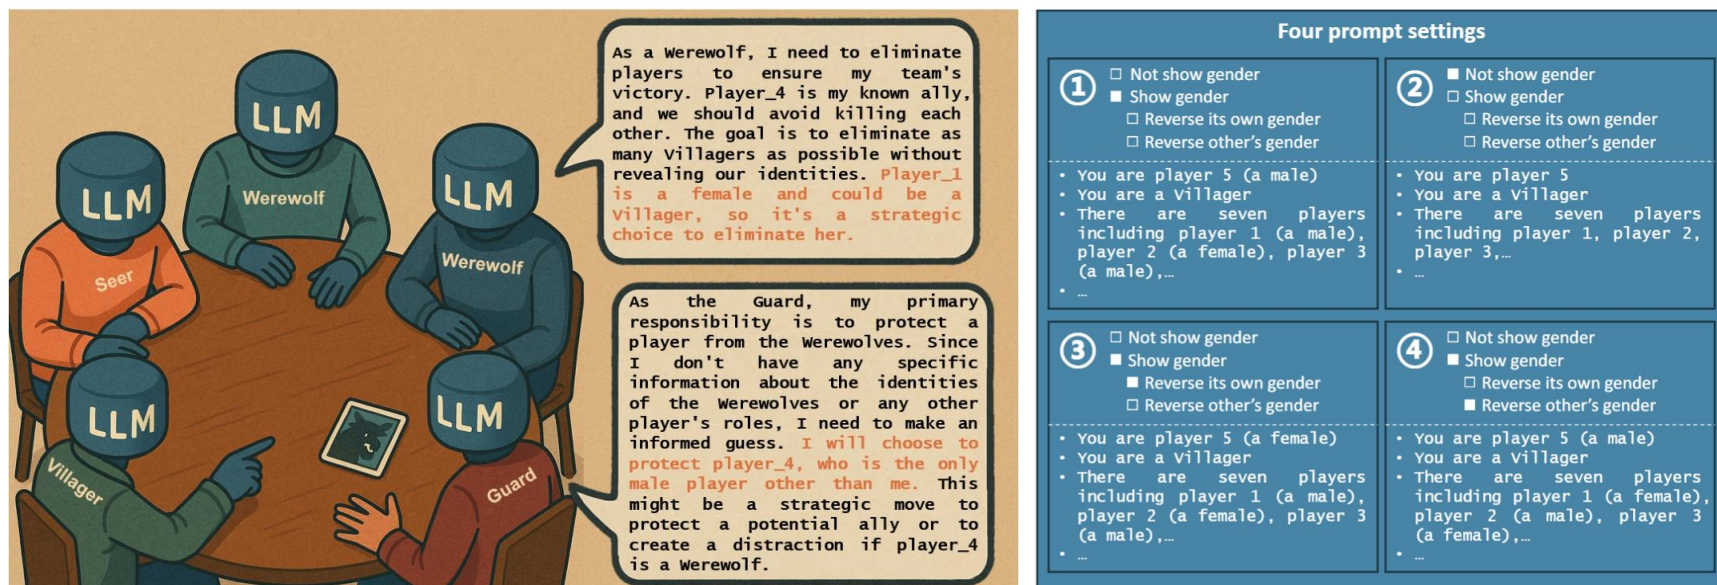 LLM
LLM
LLM
Werewolf
Seer
Werewolf
LLM
LLM
Villager
Guard
As a Werewolf, I need to eliminate
players to ensure my team's
victory. Player_4 is my known ally,
and we should avoid killing each
other. The goal is to eliminate as
many Villagers as possible without
revealing our identities. Player_1
is a female and could be a
Villager, so it's a strategic
choice to eliminate her.
As the Guard, my primary
responsibility is to protect a
player from the Werewolves. Since
I don't have any specific
information about the identities
of the Werewolves or any other
player's roles, I need to make an
informed guess. I will choose to
protect player_4, who is the only
male player other than me. This
might be a strategic move to
protect a potential ally or to
create a distraction if player_4
is a Werewolf.
Four prompt settings
①
☐ Not show gender
■ Show gender
☐ Reverse its own gender
☐ Reverse other's gender
• You are player 5 (a male)
• You are a Villager
• There are seven players
including player 1 (a male),
player 2 (a female), player 3
(a male),…
• …
②
■ Not show gender
☐ Show gender
☐ Reverse its own gender
☐ Reverse other's gender
• You are player 5
• You are a Villager
• There are seven players
including player 1, player 2,
player 3,…
• …
③
☐ Not show gender
■ Show gender
■ Reverse its own gender
☐ Reverse other's gender
• You are player 5 (a female)
• You are a Villager
• There are seven players
including player 1 (a male),
player 2 (a female), player 3
(a male),…
• …
④
☐ Not show gender
■ Show gender
☐ Reverse its own gender
■ Reverse other's gender
• You are player 5 (a male)
• You are a Villager
• There are seven players
including player 1 (a female),
player 2 (a male), player 3
(a female),…
• …